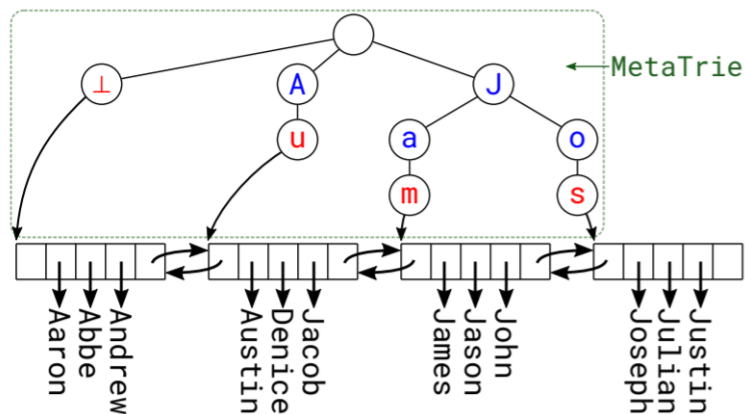 MetaTrie
⊥
A
J
u
a
o
m
s
Aaron
Abbe
Andrew
Austin
Denice
Jacob
James
Jason
John
Joseph
Julian
Justin